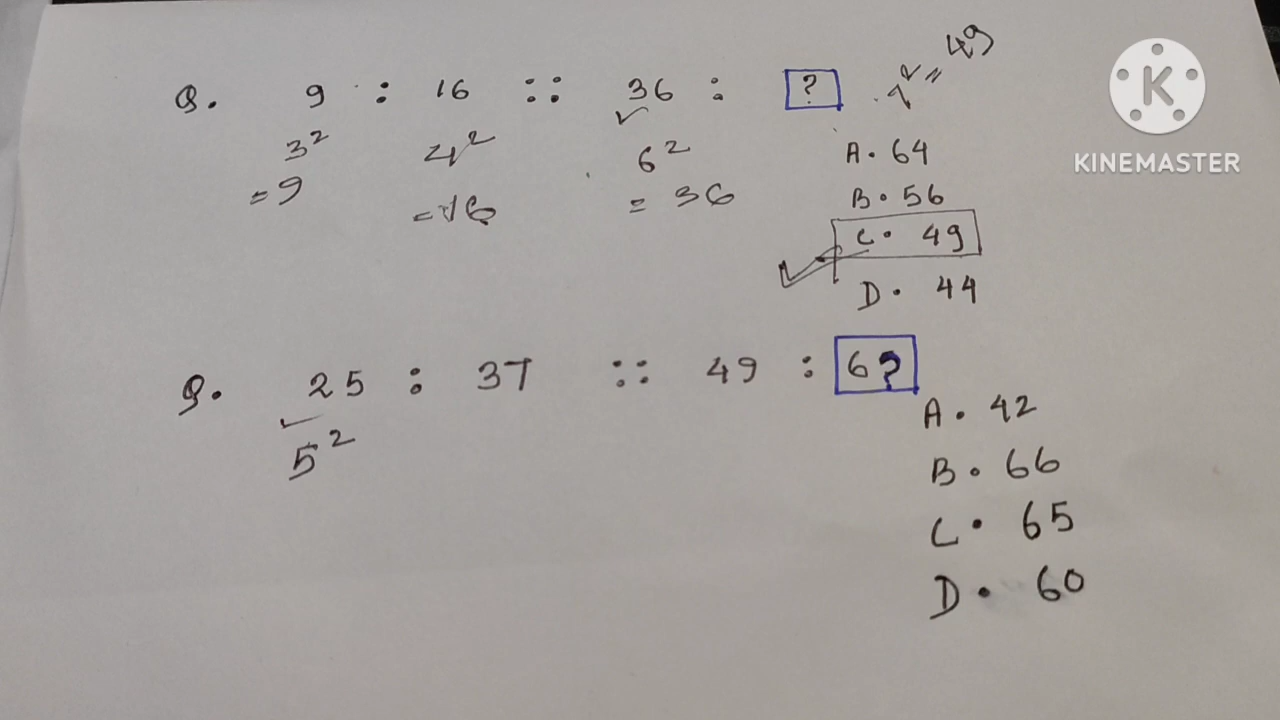 Q. 9 : 16 :: 36 : ? 7² = 49
3² 4² 6²
= 9 = 16 = 36
A. 64
B. 56
C. 49
D. 44
K
KINEMASTER
Q. 25 : 37 :: 49 : 6?
5²
A. 42
B. 66
C. 65
D. 60